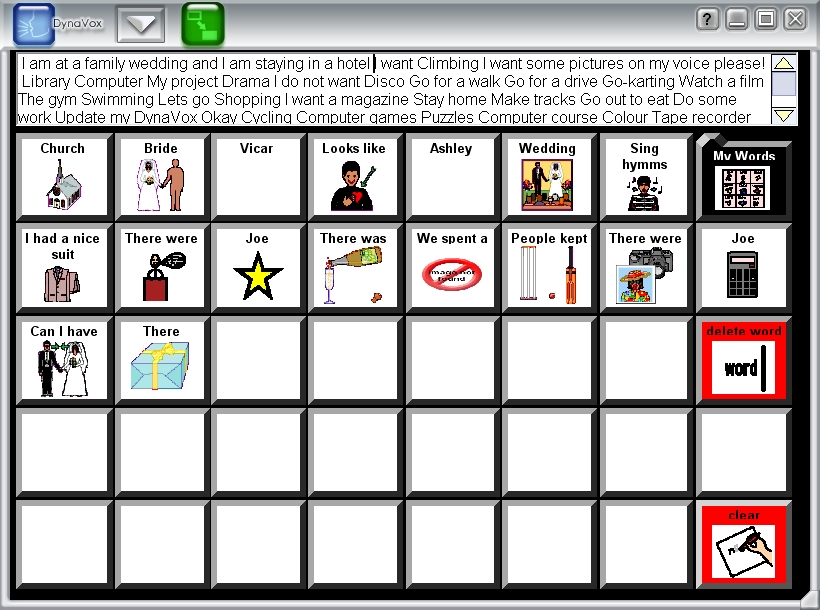 DynaVox
?
I am at a family wedding and I am staying in a hotel I want Climbing I want some pictures on my voice please!
Library Computer My project Drama I do not want Disco Go for a walk Go for a drive Go-karting Watch a film
The gym Swimming Lets go Shopping I want a magazine Stay home Make tracks Go out to eat Do some
work Update my DynaVox Okay Cycling Computer games Puzzles Computer course Colour Tape recorder
Church
Bride
Vicar
Looks like
Ashley
Wedding
Sing
hymms
My Words
I had a nice
suit
There were
Joe
There was
We spent a
Image not
found
People kept
There were
Joe
Can I have
There
delete word
word
clear